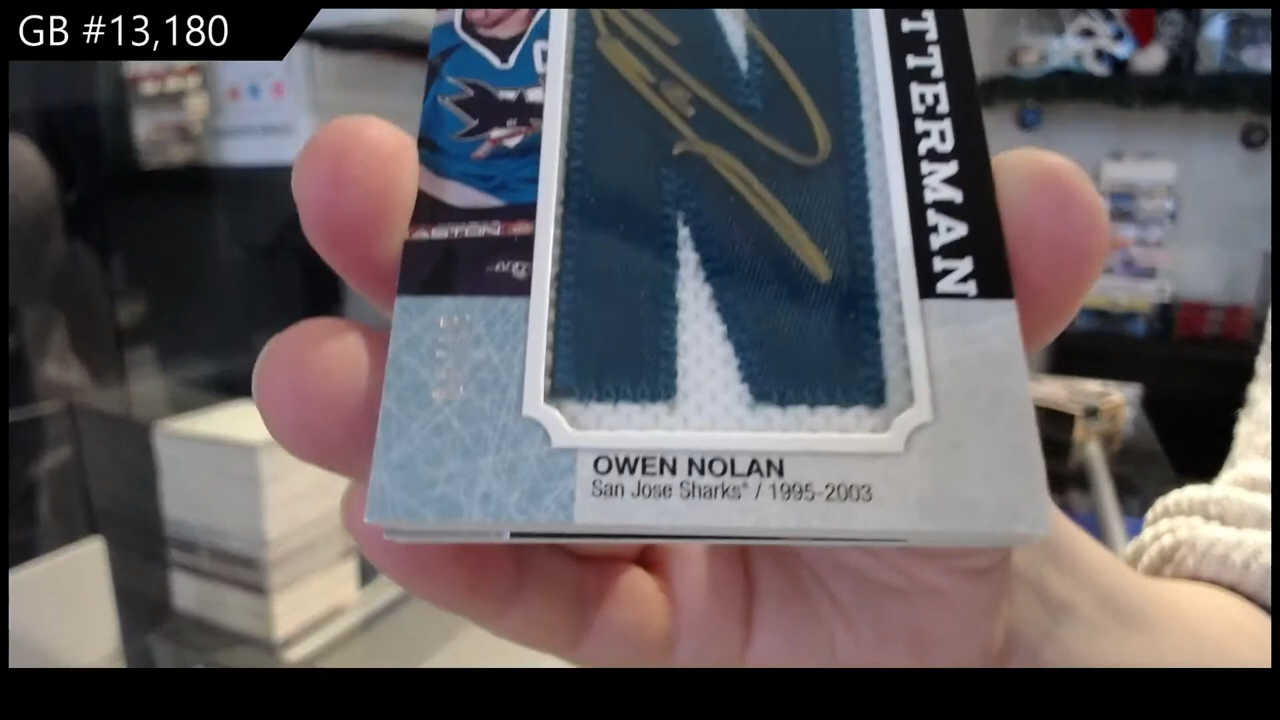 GB #13,180
TTERMAN
OWEN NOLAN
San Jose Sharks® / 1995-2003